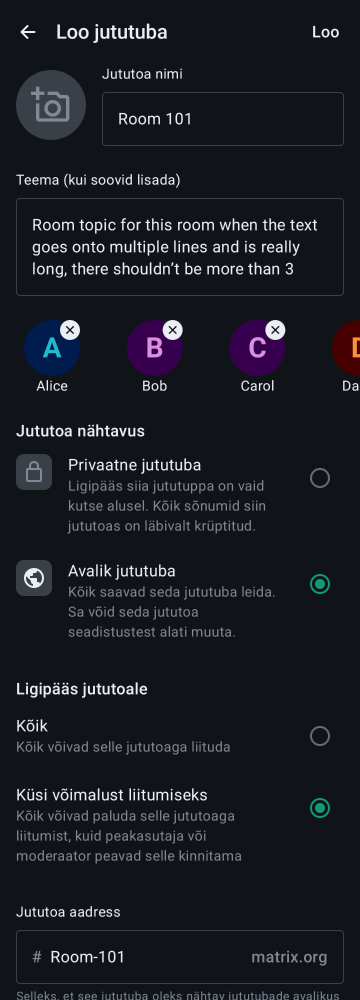 Loo jututuba
Loo
Jututoa nimi
Room 101
Teema (kui soovid lisada)
Room topic for this room when the text
goes onto multiple lines and is really
long, there shouldn’t be more than 3
A
B
C
Alice
Bob
Carol
Da
Jututoa nähtavus
Privaatne jututuba
Ligipääs siia jututuppa on vaid
kutse alusel. Kõik sõnumid siin
jututoas on läbivalt krüptitud.
Avalik jututuba
Kõik saavad seda jututuba leida.
Sa võid seda jututoa
seadistustest alati muuta.
Ligipääs jututoale
Kõik
Kõik võivad selle jututoaga liituda
Küsi võimalust liitumiseks
Kõik võivad paluda selle jututoaga
liitumist, kuid peakasutaja või
moderaator peavad selle kinnitama
Jututoa aadress
# Room-101 matrix.org
Selleks, et see jututuba oleks nähtav jututubade avalikus